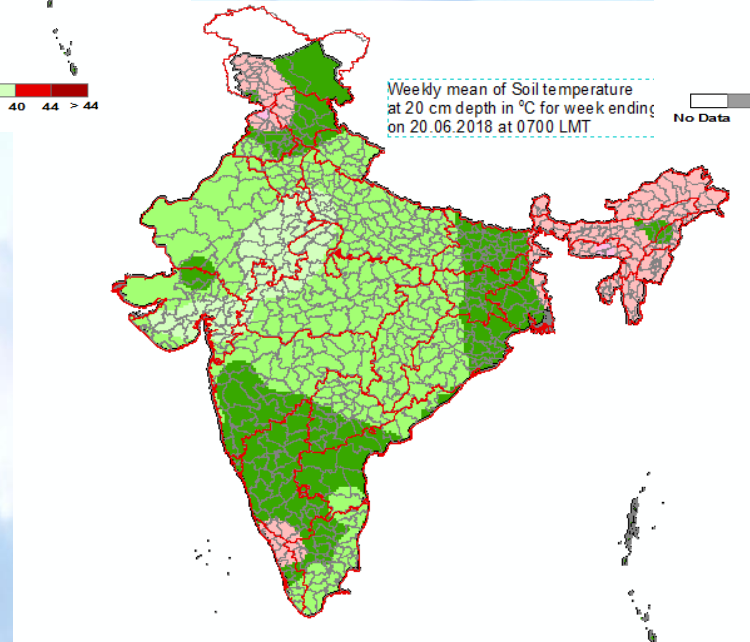 Weekly mean of Soil temperature
at 20 cm depth in °C for week ending
on 20.06.2018 at 0700 LMT
40 44 > 44
No Data